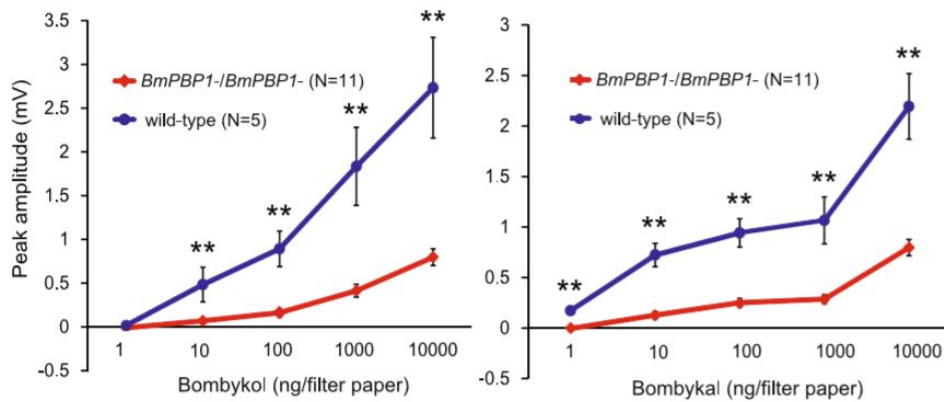 Peak amplitude (mV)
3.5
3
2.5
2
1.5
1
0.5
0
-0.5
BmPBP1-/BmPBP1- (N=11)
wild-type (N=5)
**
**
**
**
1 10 100 1000 10000
Bombykol (ng/filter paper)
3
2.5
2
1.5
1
0.5
0
-0.5
BmPBP1-/BmPBP1- (N=11)
wild-type (N=5)
**
**
**
**
**
1 10 100 1000 10000
Bombykal (ng/filter paper)